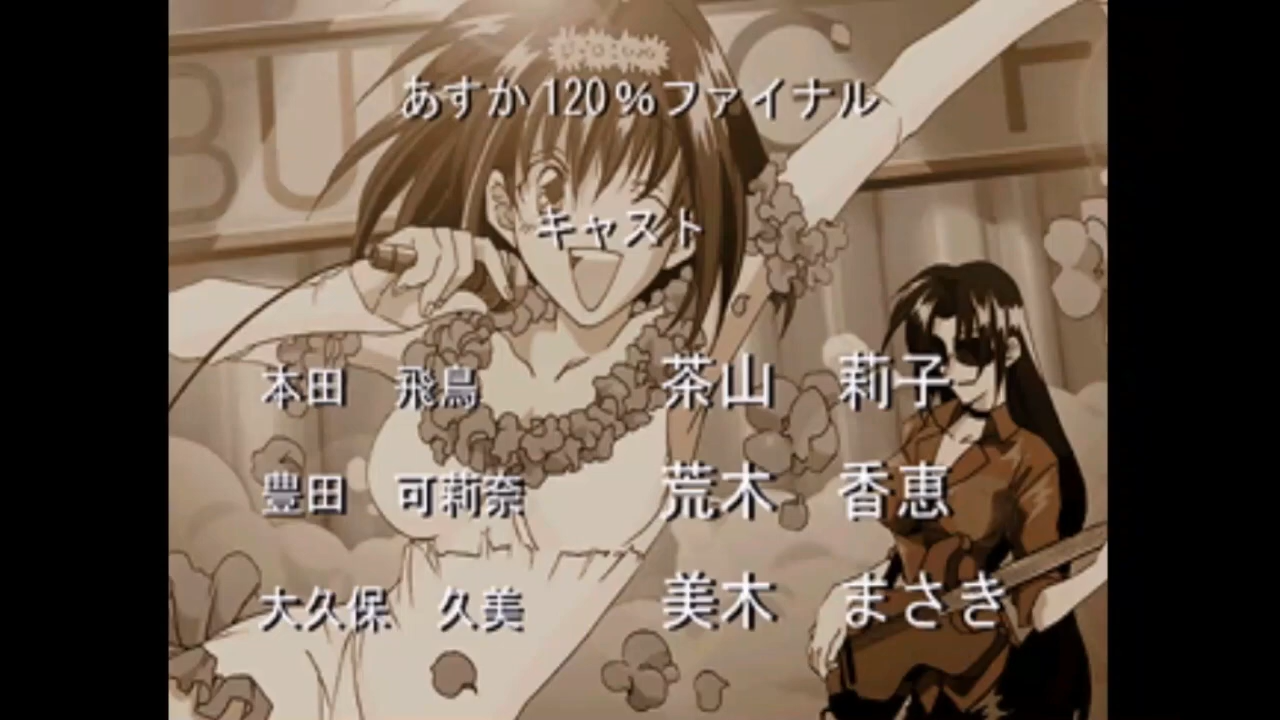 あすか120%ファイナル
キャスト
本田 飛鳥 茶山 莉子
豊田 可莉奈 荒木 香恵
大久保 久美 美木 まさき